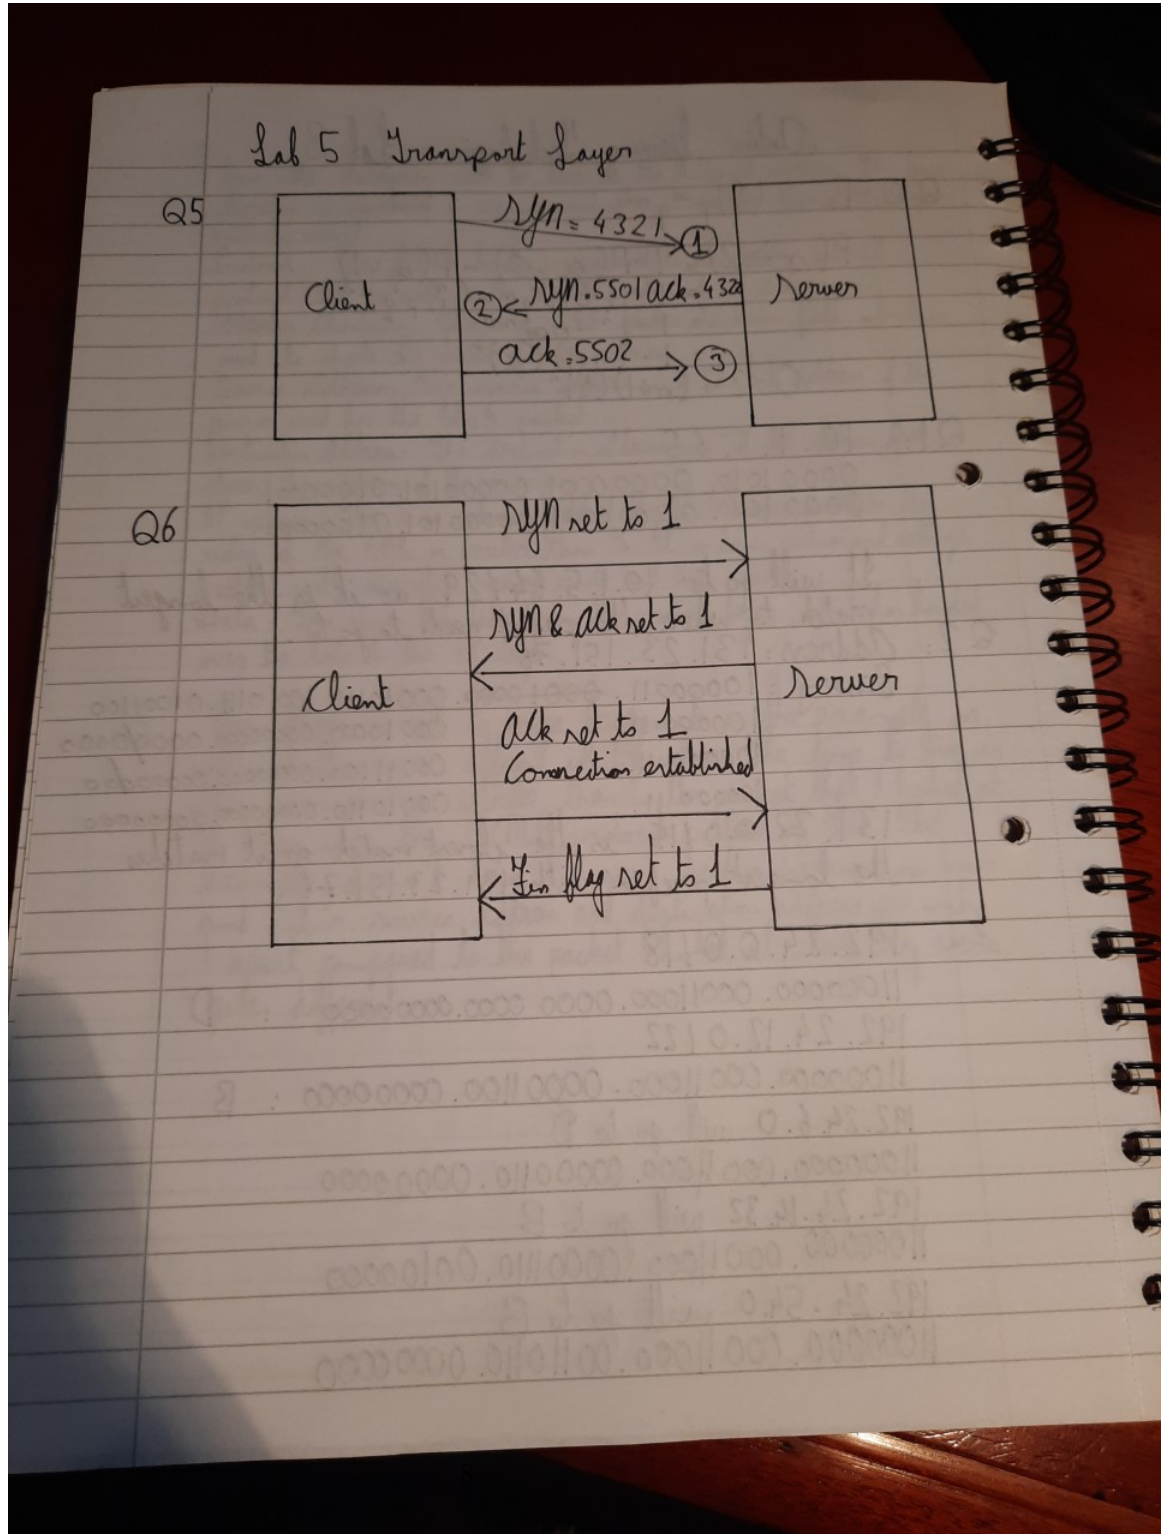 Lab 5 Transport Layer
Q5
Syn = 4321
1
Client
2
Syn = 5501 ack = 432
Server
ack = 5502
3
Q6
Syn set to 1
Syn & ack set to 1
Client
Server
ack set to 1
Connection established
Fin flag set to 1